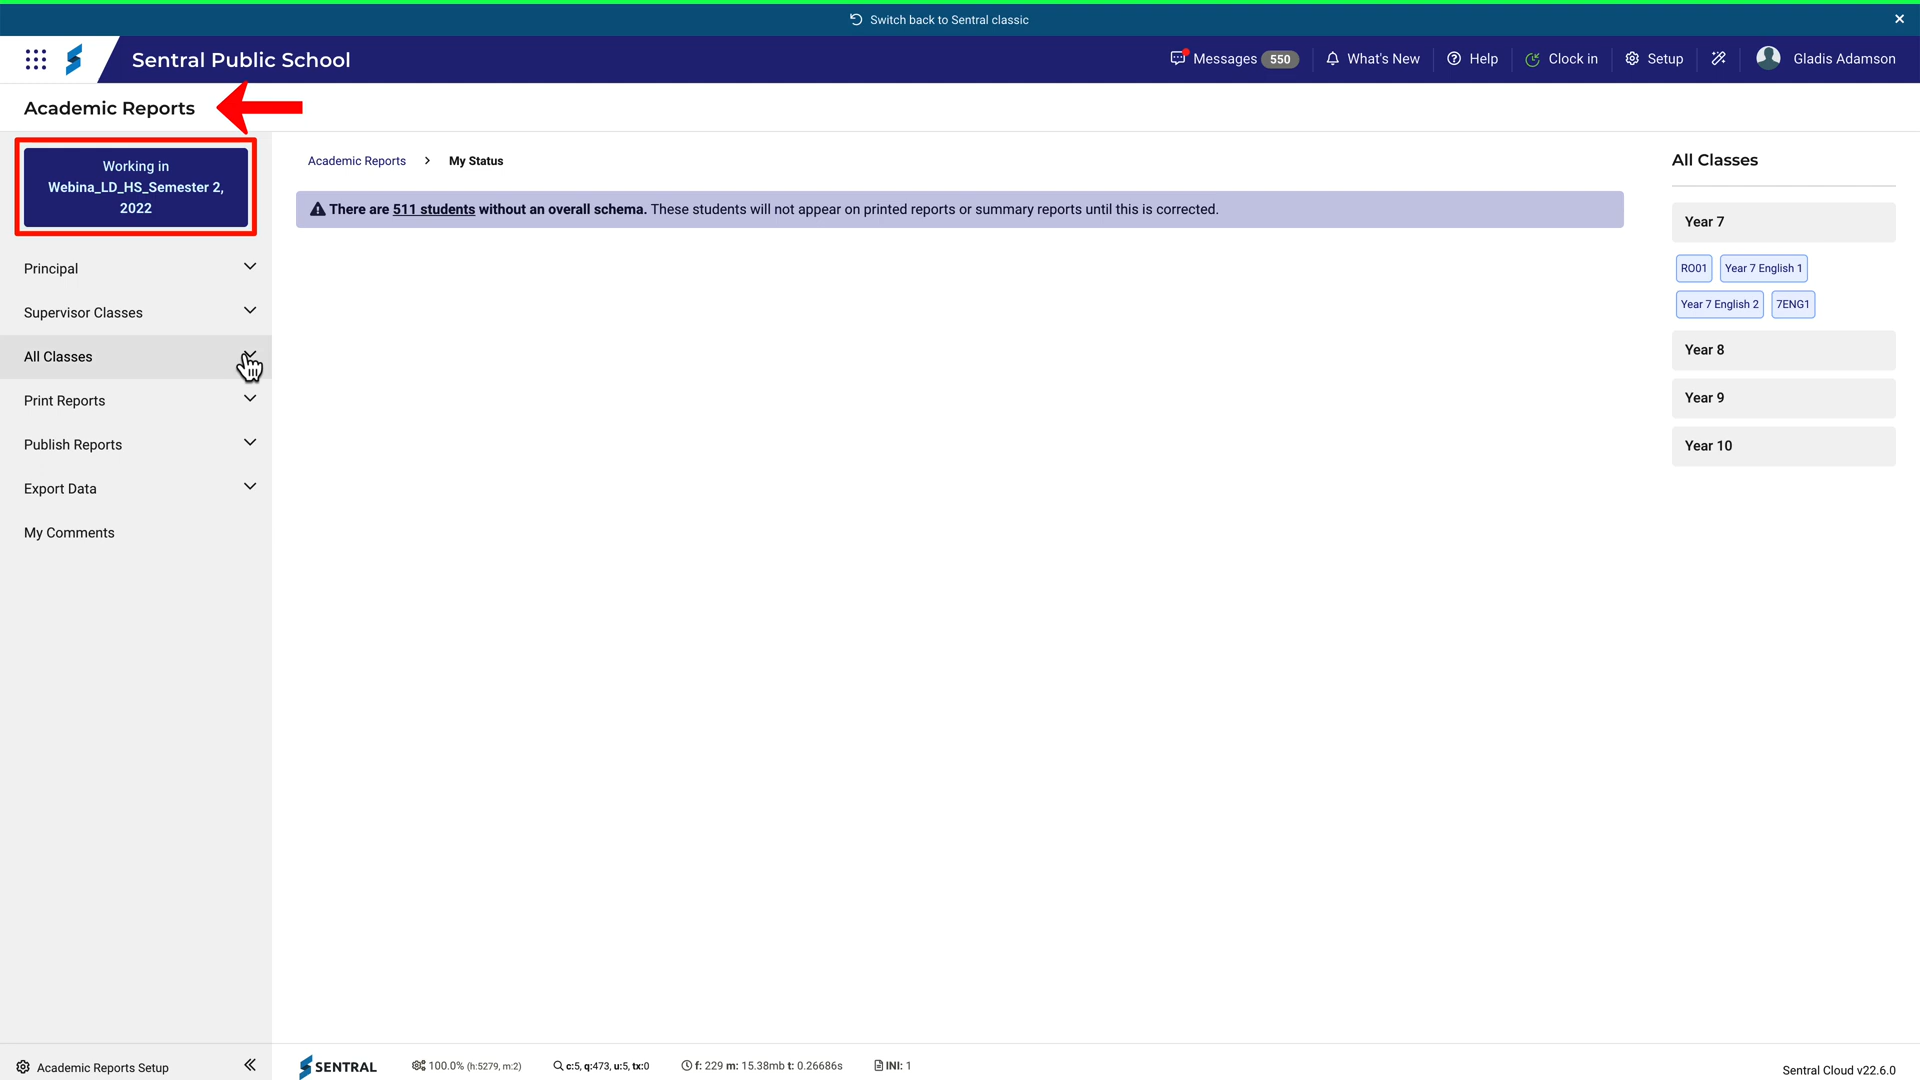 Switch back to Sentral classic
Sentral Public School
Messages 550
What's New
Help
Clock in
Setup
Gladis Adamson
Academic Reports
Working in
Webina_LD_HS_Semester 2,
2022
Principal
Supervisor Classes
All Classes
Print Reports
Publish Reports
Export Data
My Comments
Academic Reports > My Status
There are 511 students without an overall schema. These students will not appear on printed reports or summary reports until this is corrected.
All Classes
Year 7
RO01 Year 7 English 1
Year 7 English 2 7ENG1
Year 8
Year 9
Year 10
Academic Reports Setup
SENTRAL
100.0% (h:5279, m:2)
c:5, q:473, u:5, tx:0
f: 229 m: 15.38mb t: 0.26686s
INI: 1
Sentral Cloud v22.6.0